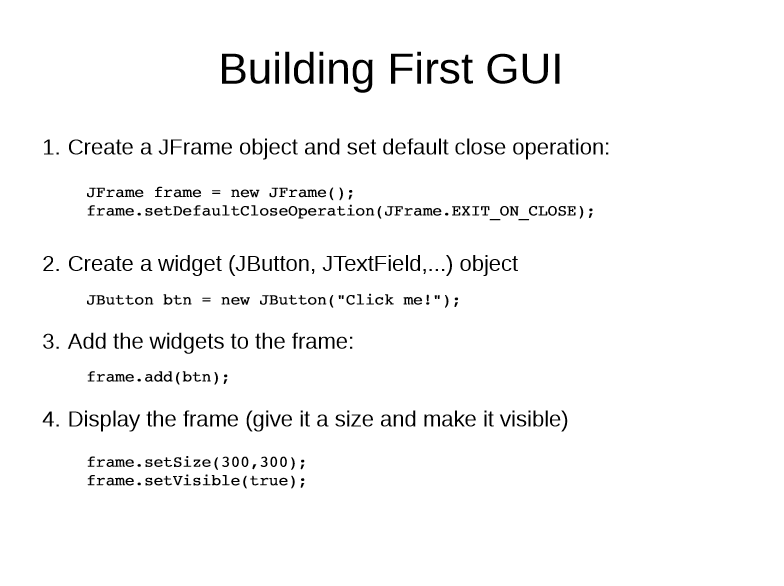 Building First GUI
1. Create a JFrame object and set default close operation:
JFrame frame = new JFrame();
frame.setDefaultCloseOperation(JFrame.EXIT_ON_CLOSE);
2. Create a widget (JButton, JTextField,...) object
JButton btn = new JButton("Click me!");
3. Add the widgets to the frame:
frame.add(btn);
4. Display the frame (give it a size and make it visible)
frame.setSize(300,300);
frame.setVisible(true);